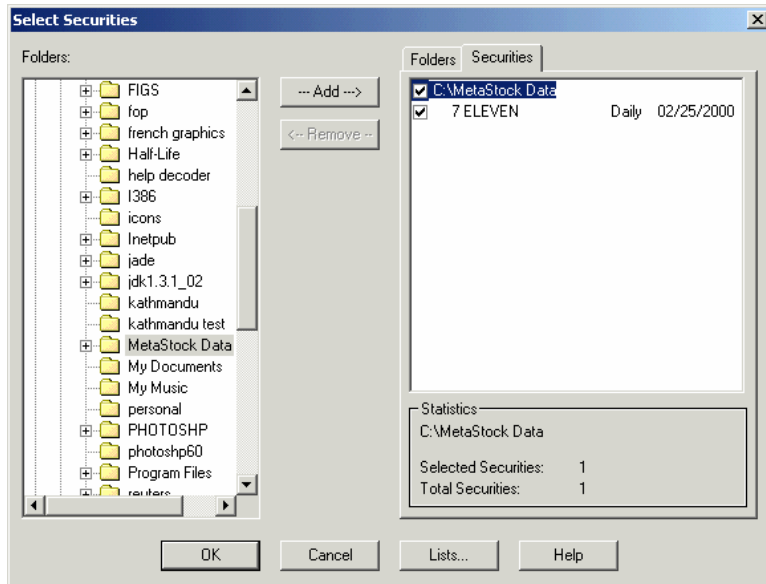 Select Securities
Folders:
FIGS
fop
french graphics
Half-Life
help decoder
I386
icons
Inetpub
jade
jdk1.3.1_02
kathmandu
kathmandu test
MetaStock Data
My Documents
My Music
personal
PHOTOSHP
photoshp60
Program Files
reuters
--- Add --->
<-- Remove --
Folders
Securities
C:\MetaStock Data
7 ELEVEN Daily 02/25/2000
Statistics
C:\MetaStock Data
Selected Securities: 1
Total Securities: 1
OK
Cancel
Lists...
Help